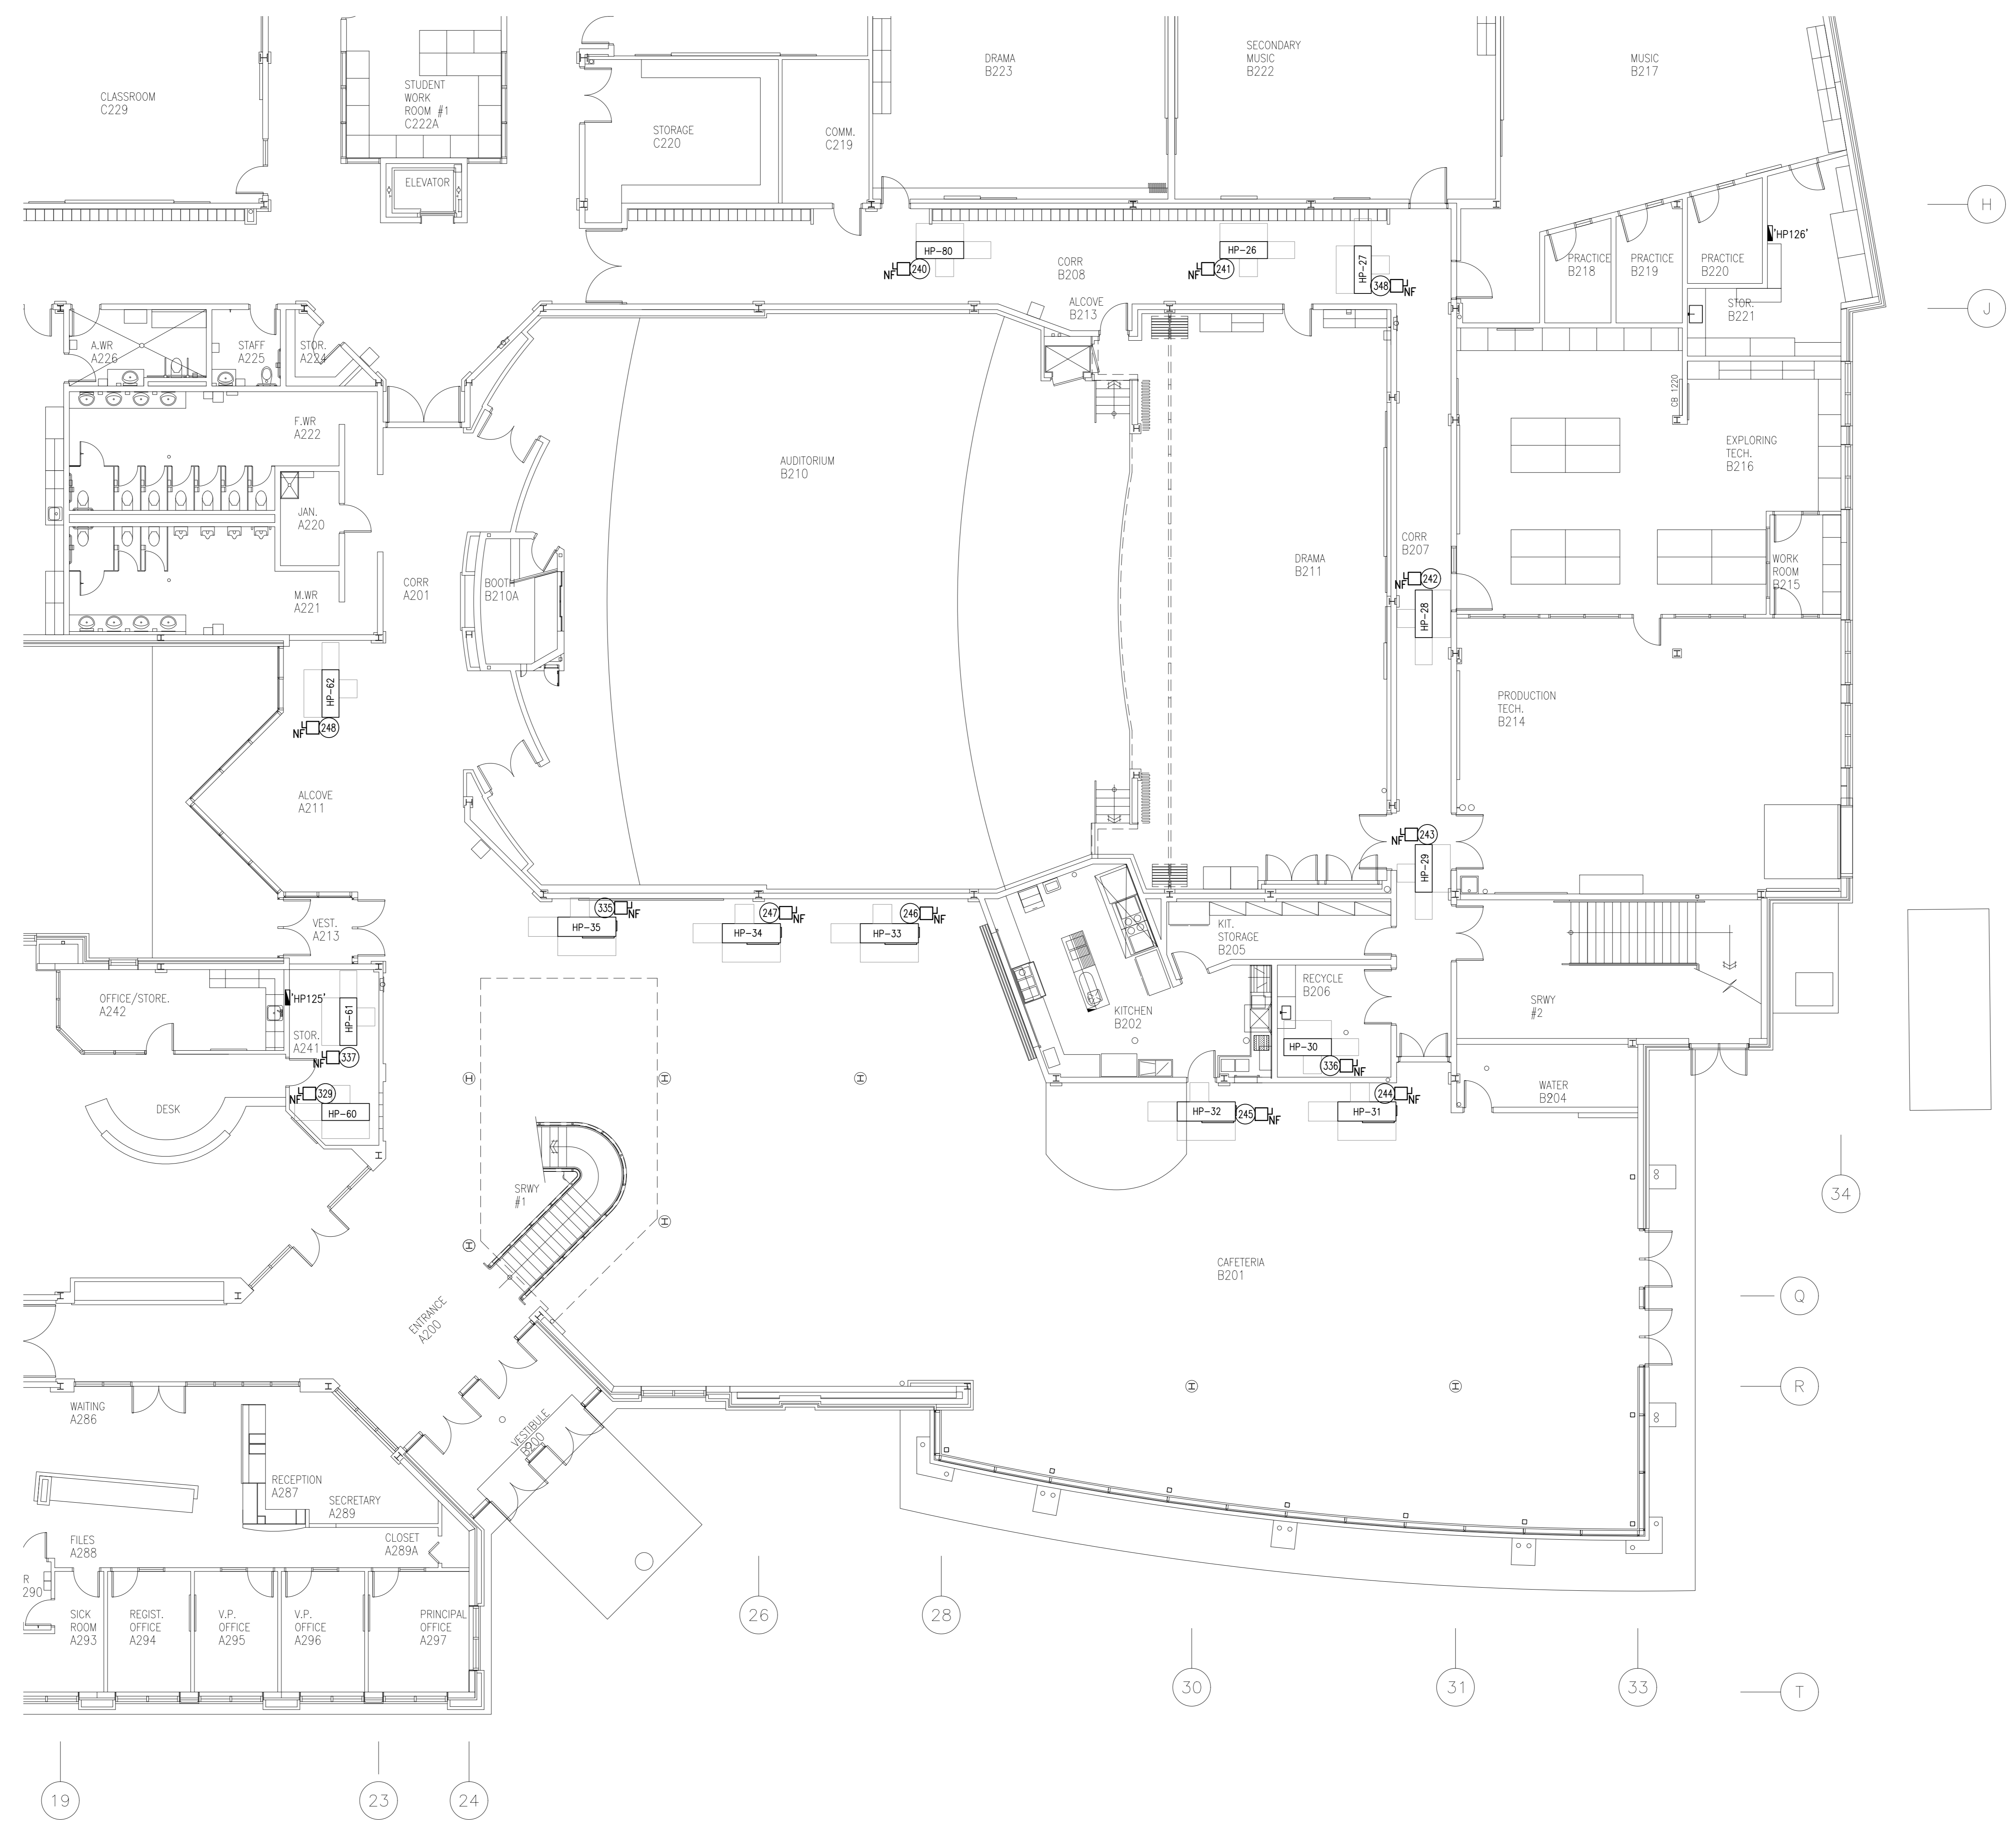 CLASSROOM
C229
STUDENT
WORK
ROOM #1
C222A
ELEVATOR
STORAGE
C220
COMM.
C219
DRAMA
B223
SECONDARY
MUSIC
B222
MUSIC
B217
H
HP-80
NF
240
CORR
B208
HP-26
NF
241
HP-27
348
NF
PRACTICE
B218
PRACTICE
B219
PRACTICE
B220
'HP126'
STOR.
B221
J
ALCOVE
B213
A.WR
A226
STAFF
A225
STOR.
A224
F.WR
A222
JAN.
A220
M.WR
A221
CORR
A201
BOOTH
B210A
AUDITORIUM
B210
DRAMA
B211
CORR
B207
NF
242
HP-28
CB 1220
EXPLORING
TECH.
B216
WORK
ROOM
B215
PRODUCTION
TECH.
B214
HP-62
NF
248
ALCOVE
A211
NF
243
HP-29
VEST.
A213
335
NF
HP-35
247
NF
HP-34
246
NF
HP-33
KIT.
STORAGE
B205
RECYCLE
B206
KITCHEN
B202
HP-30
336
NF
SRWY
#2
OFFICE/STORE.
A242
'HP125'
STOR.
A241
HP-61
NF
337
NF
329
HP-60
DESK
HP-32
245
NF
244
NF
HP-31
WATER
B204
SRWY
#1
34
CAFETERIA
B201
Q
ENTRANCE
A200
R
VESTIBULE
B200
WAITING
A286
RECEPTION
A287
SECRETARY
A289
FILES
A288
CLOSET
A289A
R
290
SICK
ROOM
A293
REGIST.
OFFICE
A294
V.P.
OFFICE
A295
V.P.
OFFICE
A296
PRINCIPAL
OFFICE
A297
26
28
30
31
33
T
19
23
24